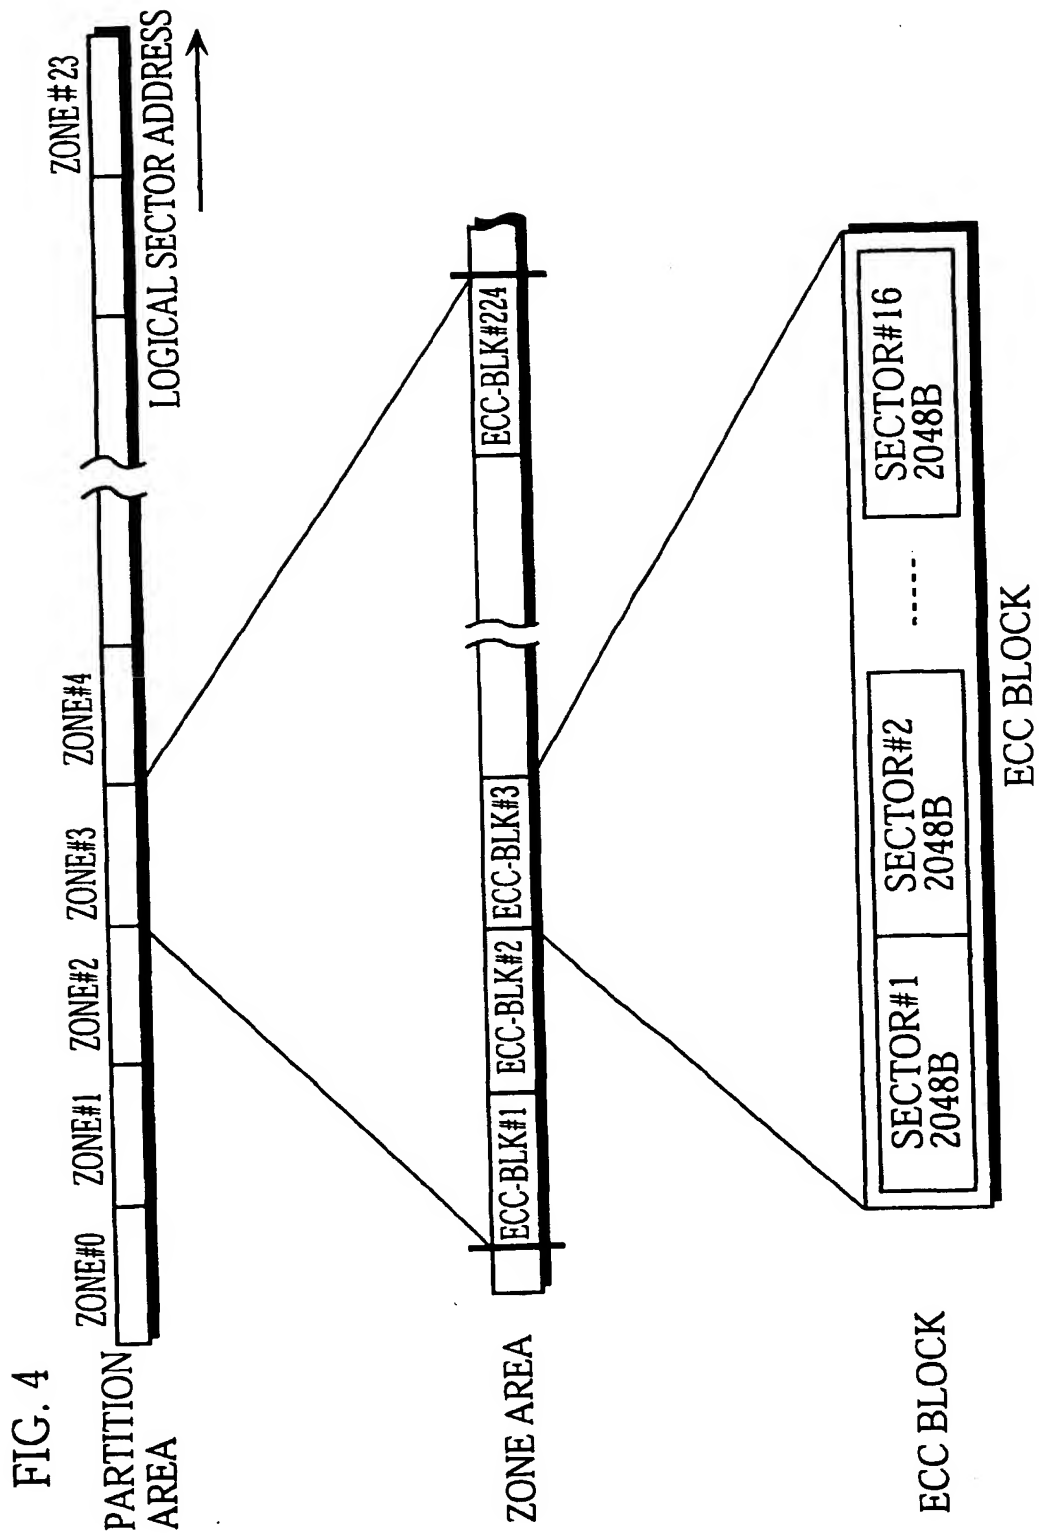 FIG. 4
PARTITION
AREA
ZONE#0
ZONE#1
ZONE#2
ZONE#3
ZONE#4
ZONE#23
LOGICAL SECTOR ADDRESS
ZONE AREA
ECC-BLK#1
ECC-BLK#2
ECC-BLK#3
ECC-BLK#224
ECC BLOCK
SECTOR#1
2048B
SECTOR#2
2048B
SECTOR#16
2048B
ECC BLOCK